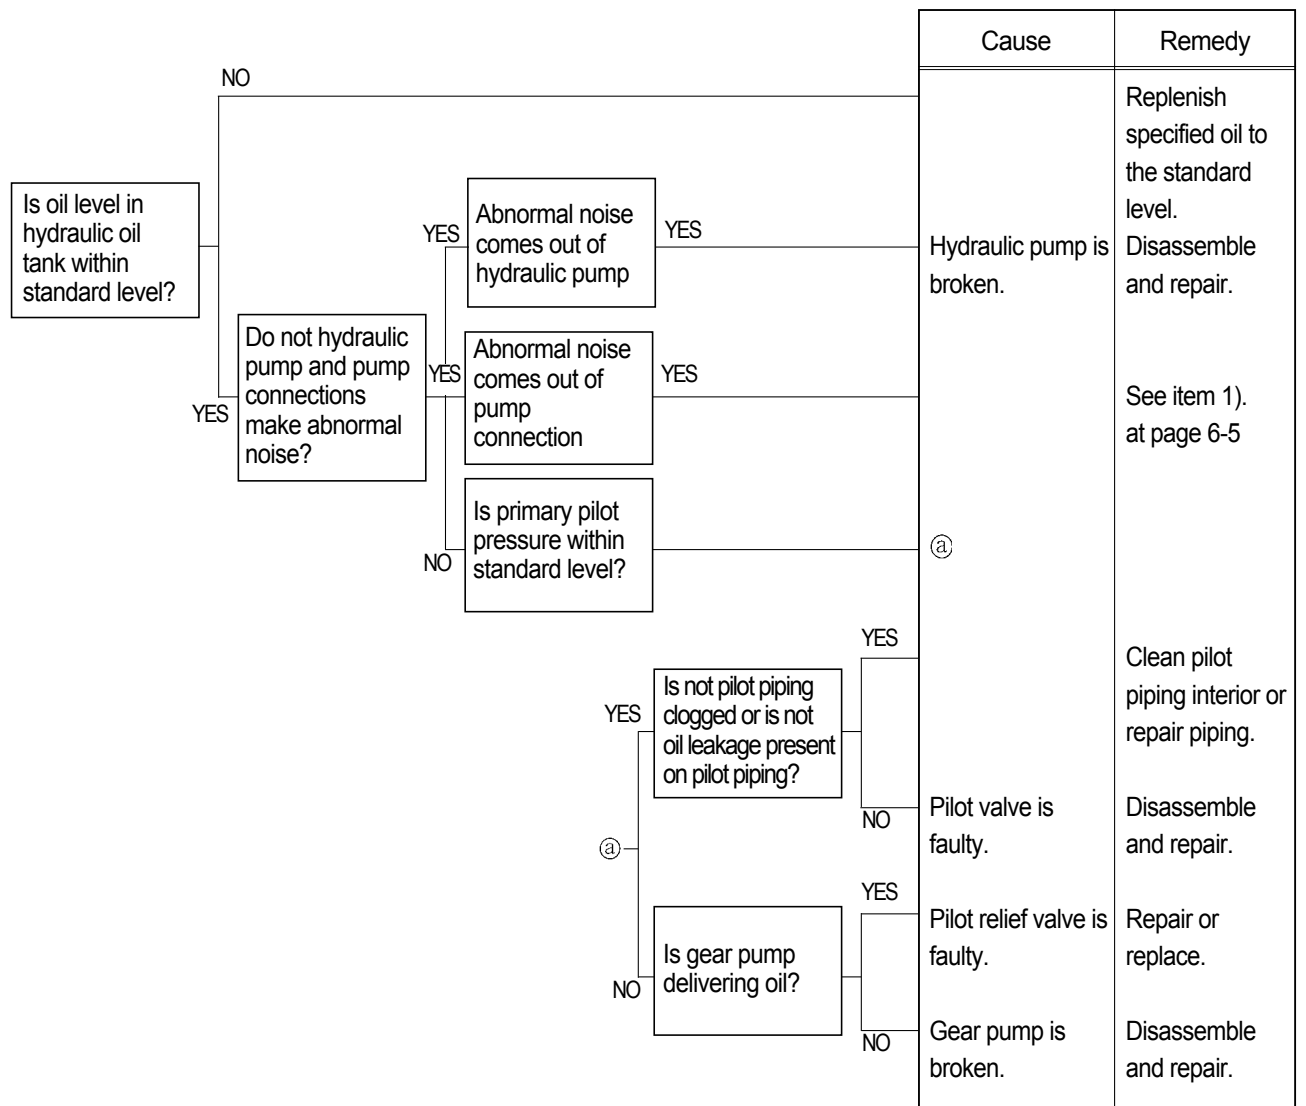 Cause
Remedy
NO
Replenish
specified oil to
the standard
level.
Is oil level in
hydraulic oil
tank within
standard level?
YES
Abnormal noise
comes out of
hydraulic pump
YES
Hydraulic pump is
broken.
Disassemble
and repair.
YES
Do not hydraulic
pump and pump
connections
make abnormal
noise?
YES
Abnormal noise
comes out of
pump
connection
YES
See item 1).
at page 6-5
NO
Is primary pilot
pressure within
standard level?
ⓐ
ⓐ
YES
Is not pilot piping
clogged or is not
oil leakage present
on pilot piping?
YES
Clean pilot
piping interior or
repair piping.
NO
Pilot valve is
faulty.
Disassemble
and repair.
NO
Is gear pump
delivering oil?
YES
Pilot relief valve is
faulty.
Repair or
replace.
NO
Gear pump is
broken.
Disassemble
and repair.